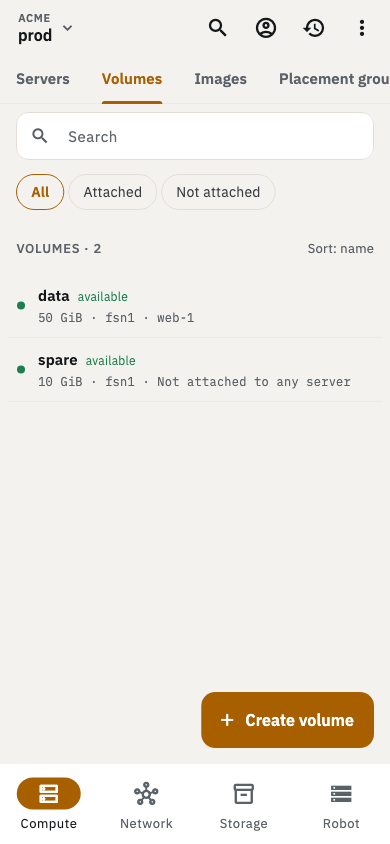 ACME
prod
Servers
Volumes
Images
Placement grou
Search
All
Attached
Not attached
VOLUMES · 2
Sort: name
data available
50 GiB · fsn1 · web-1
spare available
10 GiB · fsn1 · Not attached to any server
+ Create volume
Compute
Network
Storage
Robot